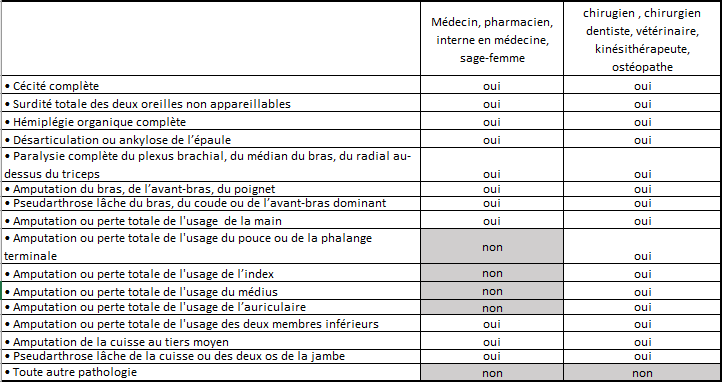 Médecin, pharmacien,
interne en médecine,
sage-femme
chirugien , chirurgien
dentiste, vétérinaire,
kinésithérapeute,
ostéopathe
• Cécité complète oui oui
• Surdité totale des deux oreilles non appareillables oui oui
• Hémiplégie organique complète oui oui
• Désarticulation ou ankylose de l’épaule oui oui
• Paralysie complète du plexus brachial, du médian du bras, du radial au-
dessus du triceps oui oui
• Amputation du bras, de l’avant-bras, du poignet oui oui
• Pseudarthrose lâche du bras, du coude ou de l’avant-bras dominant oui oui
• Amputation ou perte totale de l'usage de la main oui oui
• Amputation ou perte totale de l'usage du pouce ou de la phalange
terminale non oui
• Amputation ou perte totale de l'usage de l’index non oui
• Amputation ou perte totale de l'usage du médius non oui
• Amputation ou perte totale de l'usage de l’auriculaire non oui
• Amputation ou perte totale de l'usage des deux membres inférieurs oui oui
• Amputation de la cuisse au tiers moyen oui oui
• Pseudarthrose lâche de la cuisse ou des deux os de la jambe oui oui
• Toute autre pathologie non non